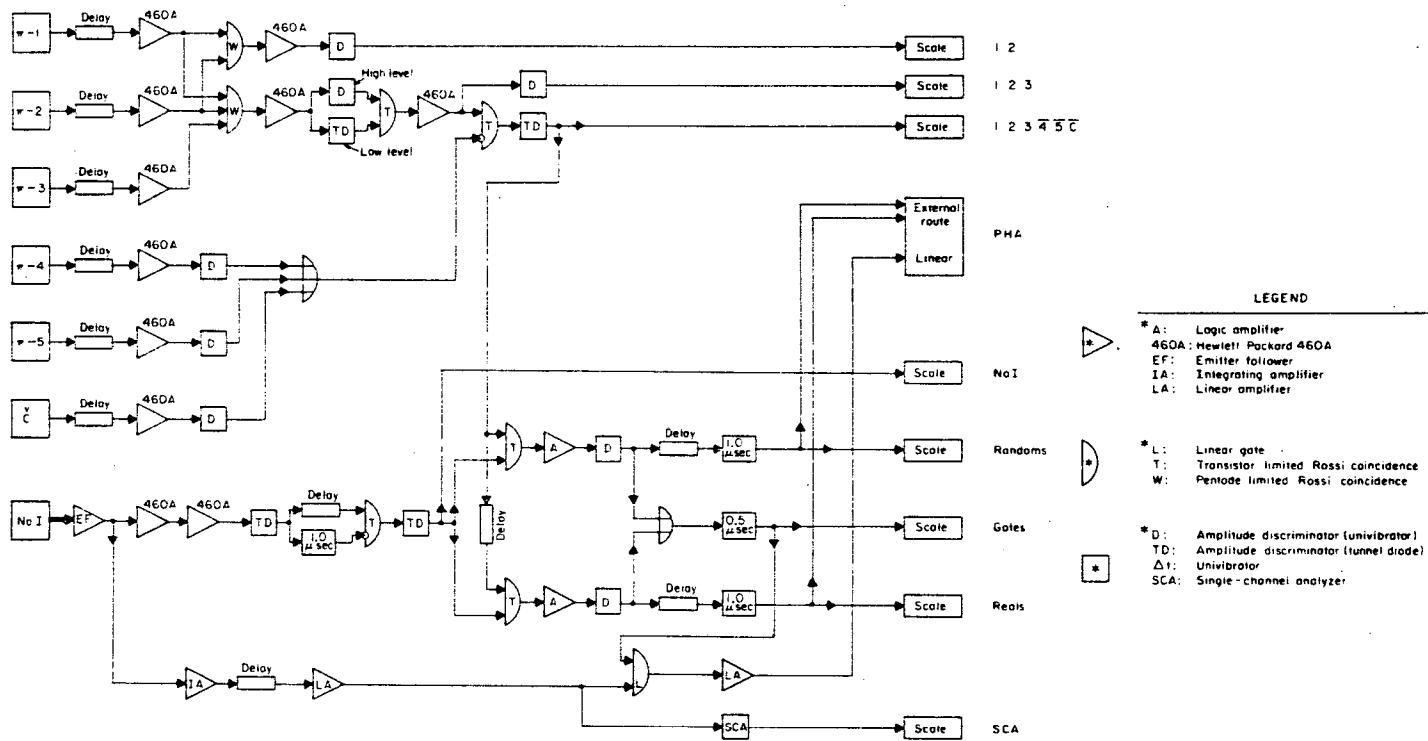 π-1
Delay
460A
W
460A
D
Scale
1 2
π-2
Delay
460A
W
460A
High level
D
TD
Low level
T
460A
D
Scale
1 2 3
T
TD
Scale
1 2 3 4̅ 5̅ C̅
π-3
Delay
460A
External
route
Linear
PHA
π-4
Delay
460A
D
π-5
Delay
460A
D
Č
Delay
460A
D
Scale
NaI
T
A
D
Delay
1.0
μsec
Scale
Randoms
NaI
EF
460A
460A
TD
Delay
1.0
μsec
T
TD
Delay
0.5
μsec
Scale
Gates
T
A
D
Delay
1.0
μsec
Scale
Reals
IA
Delay
LA
L
LA
SCA
Scale
SCA
LEGEND
*
* A: Logic amplifier
460A: Hewlett Packard 460A
EF: Emitter follower
IA: Integrating amplifier
LA: Linear amplifier
*
* L: Linear gate
T: Transistor limited Rossi coincidence
W: Pentode limited Rossi coincidence
*
* D: Amplitude discriminator (univibrator)
TD: Amplitude discriminator (tunnel diode)
Δt: Univibrator
SCA: Single-channel analyzer